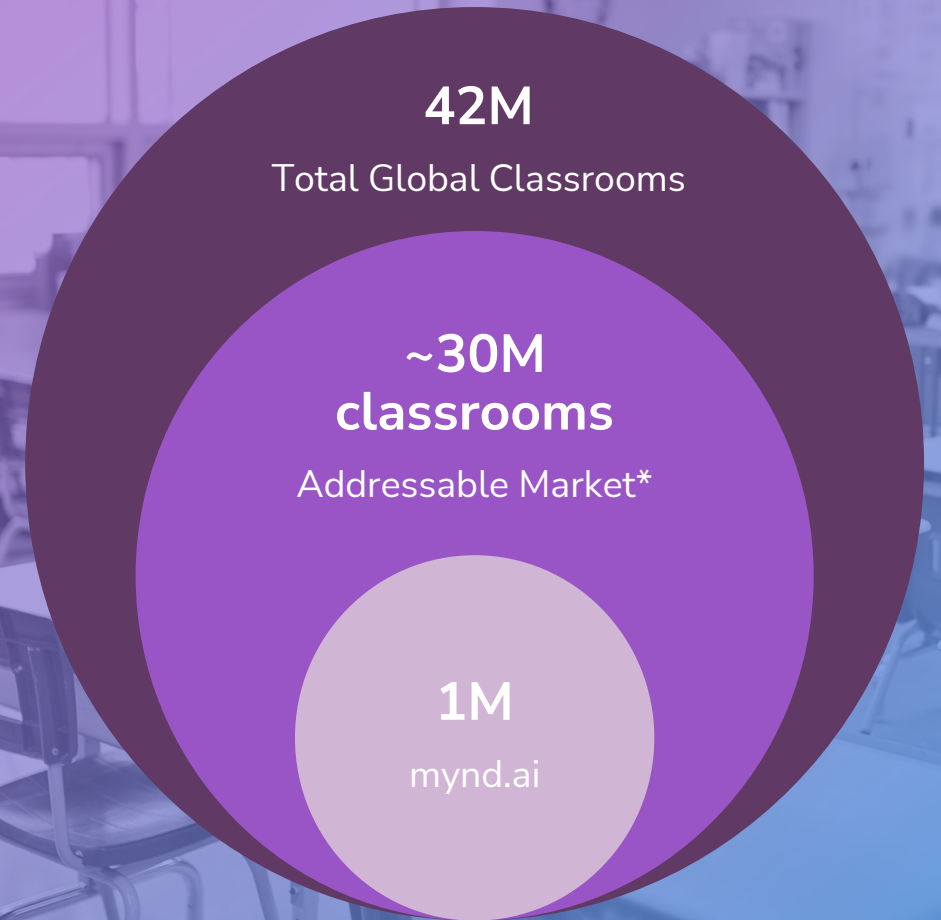 42M
Total Global Classrooms
~30M
classrooms
Addressable Market*
1M
mynd.ai